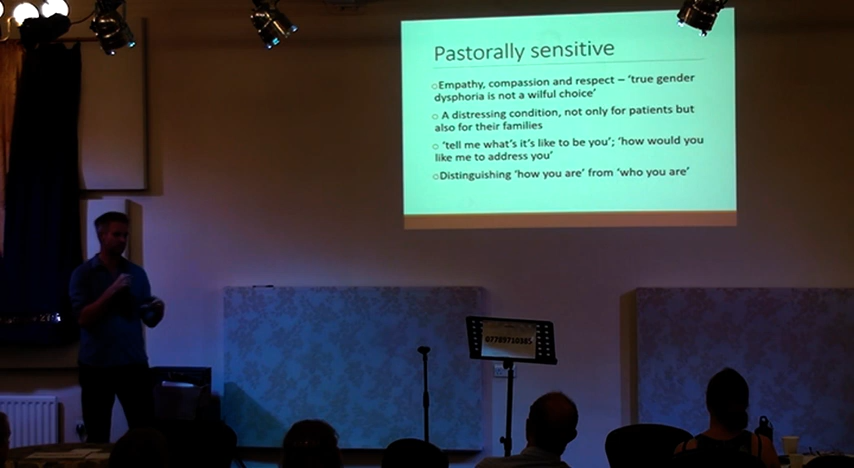 Pastorally sensitive
○Empathy, compassion and respect – ‘true gender
dysphoria is not a wilful choice’
○ A distressing condition, not only for patients but
also for their families
○ ‘tell me what’s it’s like to be you’; ‘how would you
like me to address you’
○Distinguishing ‘how you are’ from ‘who you are’
07789710385